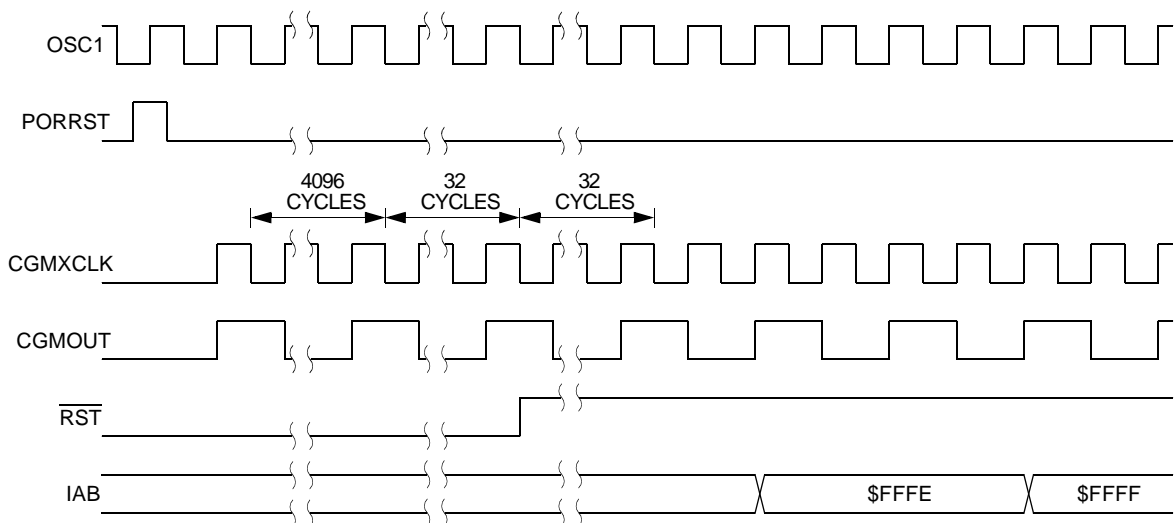 OSC1
PORRST
4096
CYCLES
32
CYCLES
32
CYCLES
CGMXCLK
CGMOUT
RST
IAB
$FFFE
$FFFF